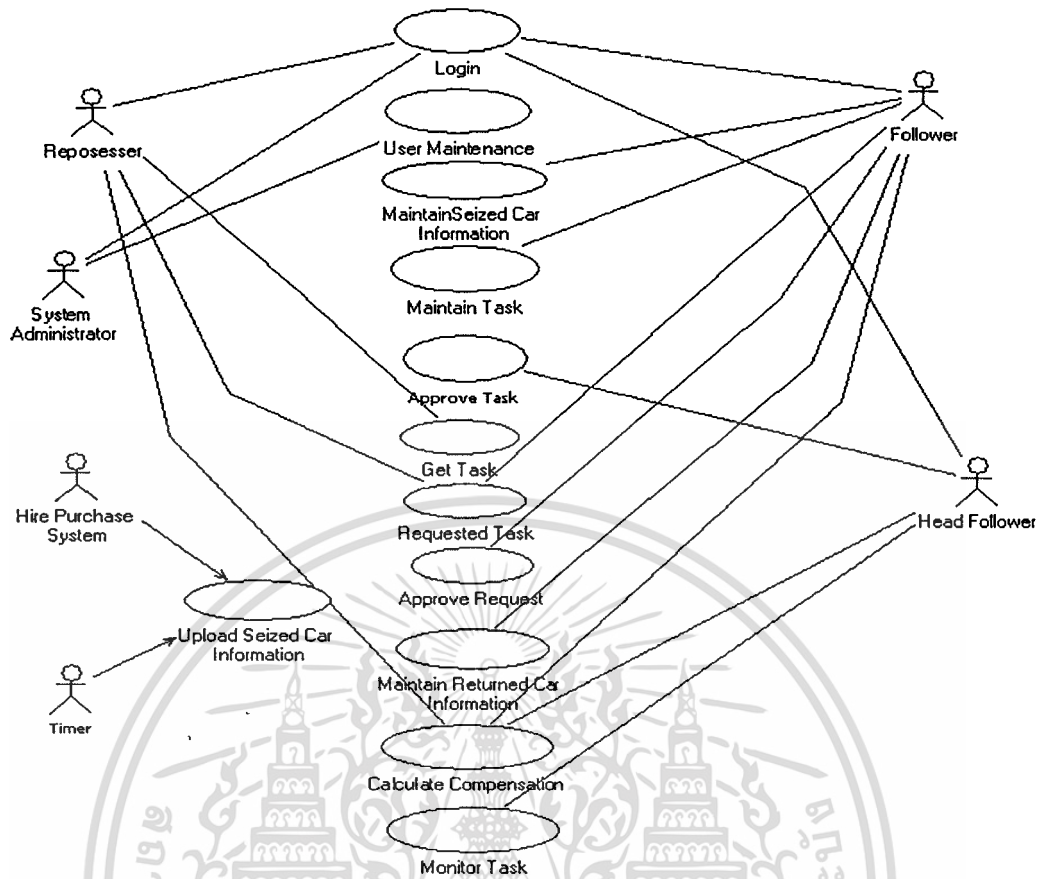 Login
Reposesser
User Maintenance
Follower
MaintainSeized Car
Information
System
Administrator
Maintain Task
Approve Task
Get Task
Hire Purchase
System
Requested Task
Head Follower
Approve Request
Upload Seized Car
Information
Maintain Returned Car
Information
Timer
Calculate Compensation
Monitor Task